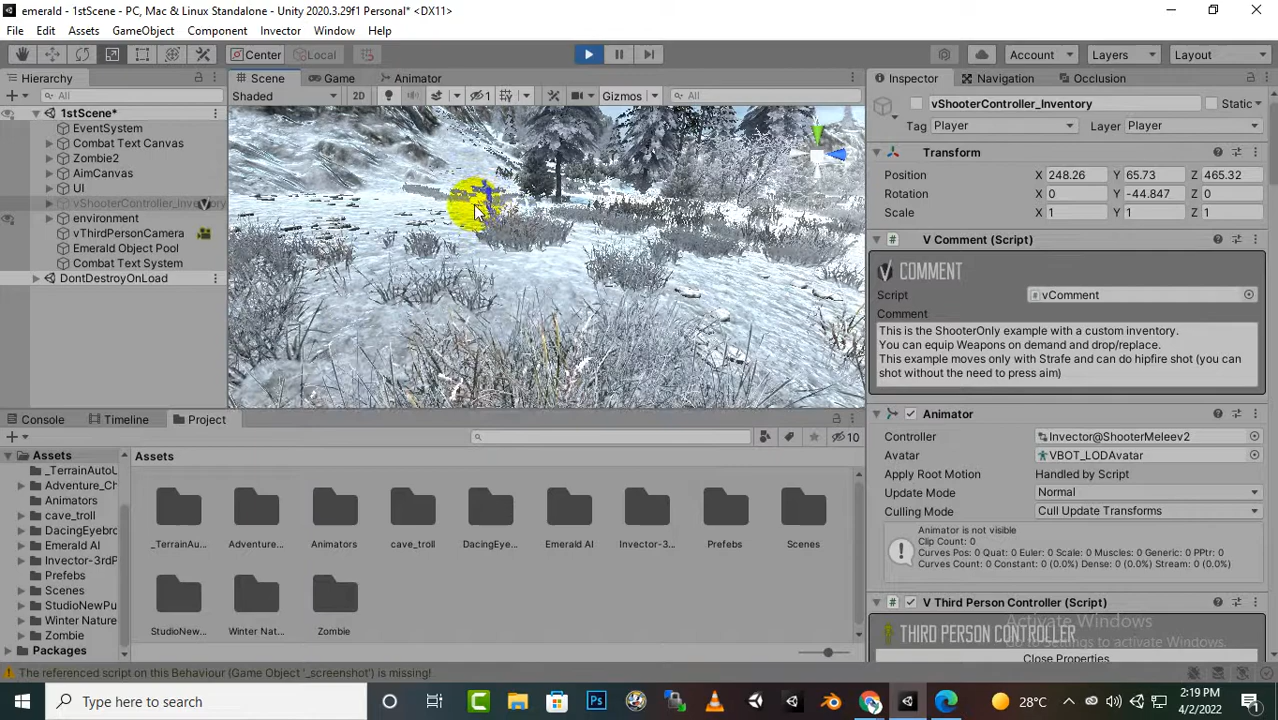 emerald - 1stScene - PC, Mac & Linux Standalone - Unity 2020.3.29f1 Personal* <DX11>
File Edit Assets GameObject Component Invector Window Help
Center Local Account Layers Layout
Hierarchy Scene Game Animator Inspector Navigation Occlusion
All Shaded 2D 1 Gizmos All
vShooterController_Inventory Static
Tag Player Layer Player
1stScene*
EventSystem
Combat Text Canvas
Zombie2
AimCanvas
UI
vShooterController_Inventory
environment
vThirdPersonCamera
Emerald Object Pool
Combat Text System
DontDestroyOnLoad
Transform
Position X 248.26 Y 65.73 Z 465.32
Rotation X 0 Y -44.847 Z 0
Scale X 1 Y 1 Z 1
V Comment (Script)
COMMENT
Script vComment
Comment
This is the ShooterOnly example with a custom inventory.
You can equip Weapons on demand and drop/replace.
This example moves only with Strafe and can do hipfire shot (you can
shot without the need to press aim)
Animator
Controller Invector@ShooterMeleev2
Avatar VBOT_LODAvatar
Apply Root Motion Handled by Script
Update Mode Normal
Culling Mode Cull Update Transforms
Animator is not visible
Clip Count: 0
Curves Pos: 0 Quat: 0 Euler: 0 Scale: 0 Muscles: 0 Generic: 0 PPtr: 0
Curves Count: 0 Constant: 0 (0.0%) Dense: 0 (0.0%) Stream: 0 (0.0%)
V Third Person Controller (Script)
THIRD PERSON CONTROLLER
Close Properties
Activate Windows
Go to Settings to activate Windows.
Console Timeline Project
10
Assets
_TerrainAutoU
Adventure_Ch
Animators
cave_troll
DacingEyebro
Emerald AI
Invector-3rdP
Prefebs
Scenes
StudioNewPu
Winter Nature
Zombie
Packages
Assets
_TerrainAu... Adventure... Animators cave_troll DacingEye... Emerald AI Invector-3... Prefebs Scenes
StudioNew... Winter Nat... Zombie
The referenced script on this Behaviour (Game Object '_screenshot') is missing!
Type here to search
28°C
2:19 PM
4/2/2022
1